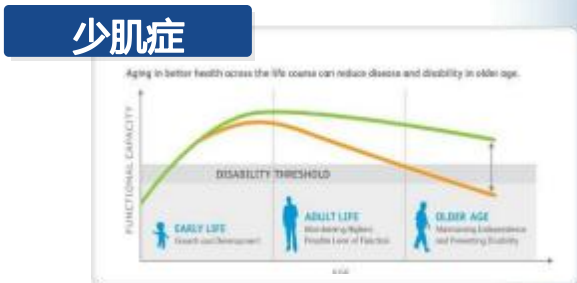 少肌症
Aging in better health across the life course can reduce disease and disability in older age.
FUNCTIONAL CAPACITY
DISABILITY THRESHOLD
EARLY LIFE
Growth and Development
ADULT LIFE
Maintaining Highest
Possible Level of Function
OLDER AGE
Maintaining Independence
and Preventing Disability
AGE